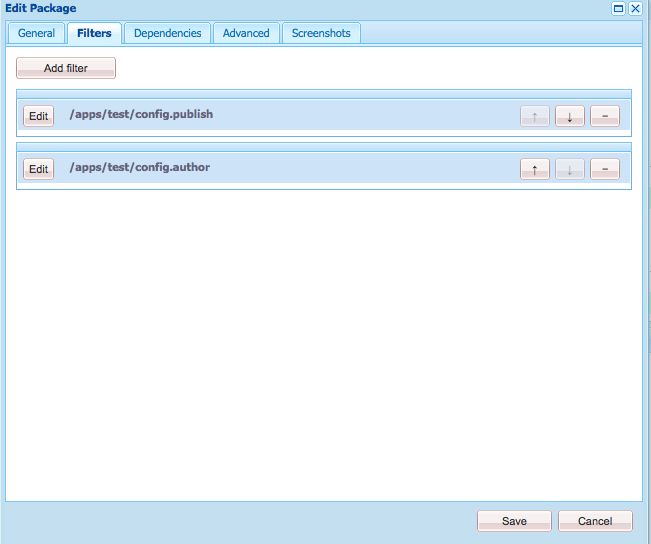 Edit Package
General Filters Dependencies Advanced Screenshots
Add filter
Edit /apps/test/config.publish ↑ ↓ -
Edit /apps/test/config.author ↑ ↓ -
Save Cancel